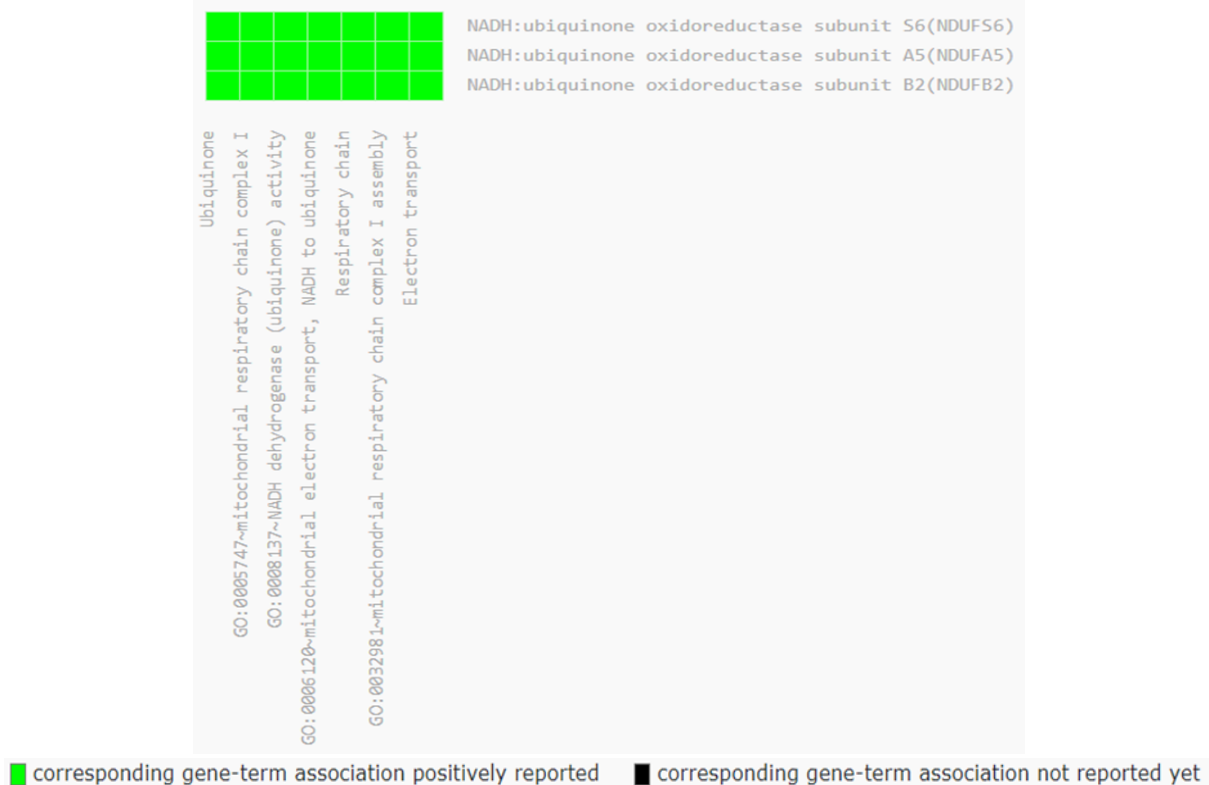 NADH:ubiquinone oxidoreductase subunit S6(NDUFS6)
NADH:ubiquinone oxidoreductase subunit A5(NDUFA5)
NADH:ubiquinone oxidoreductase subunit B2(NDUFB2)
Ubiquinone
GO:0005747~mitochondrial respiratory chain complex I
GO:0008137~NADH dehydrogenase (ubiquinone) activity
GO:0006120~mitochondrial electron transport, NADH to ubiquinone
Respiratory chain
GO:0032981~mitochondrial respiratory chain complex I assembly
Electron transport
corresponding gene-term association positively reported
corresponding gene-term association not reported yet